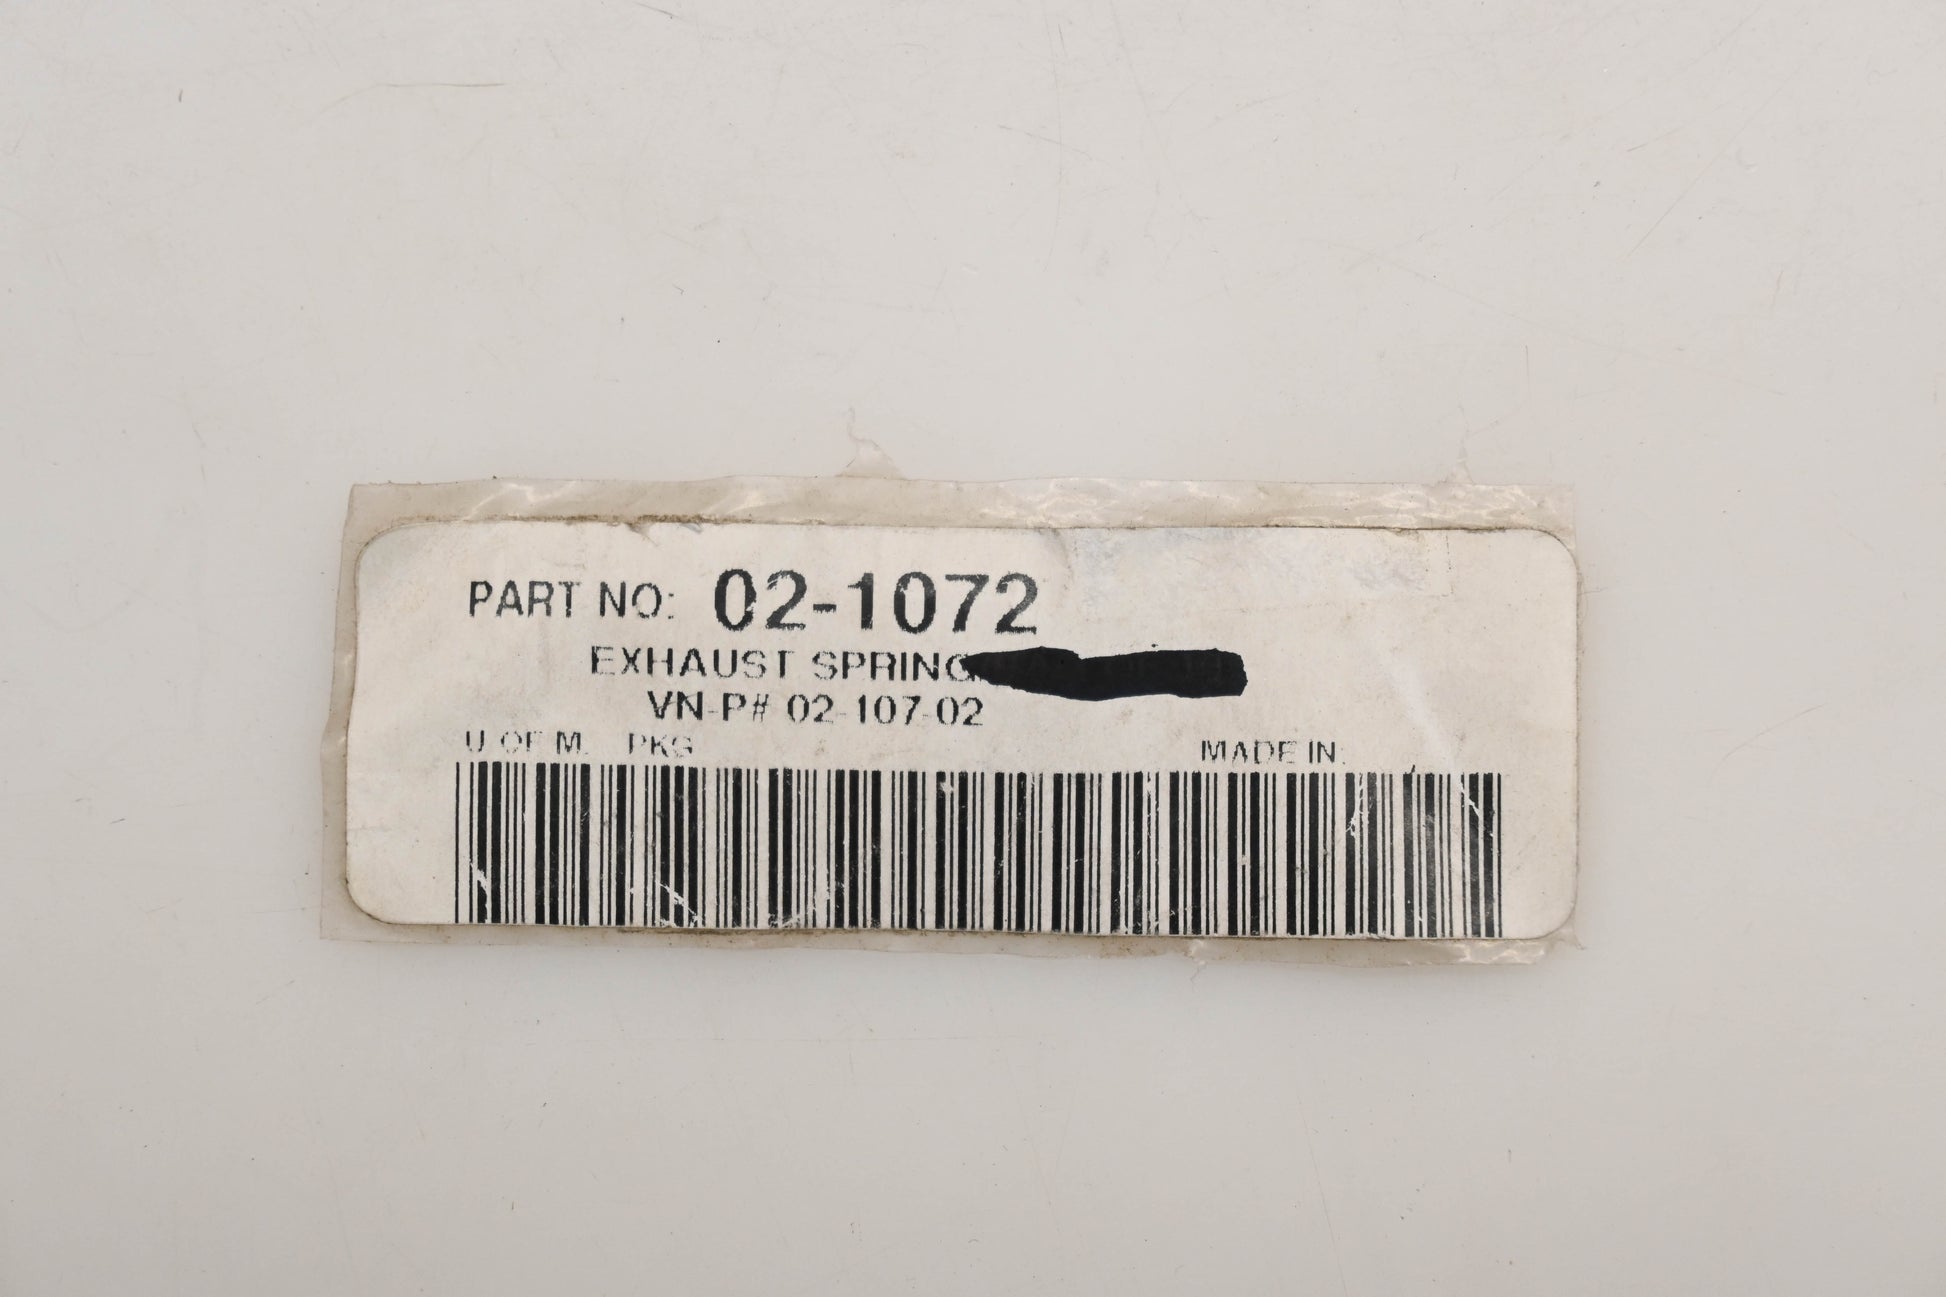 PART NO: 02-1072
EXHAUST SPRING
VN-P# 02-107-02
U OF M. PKG MADE IN: